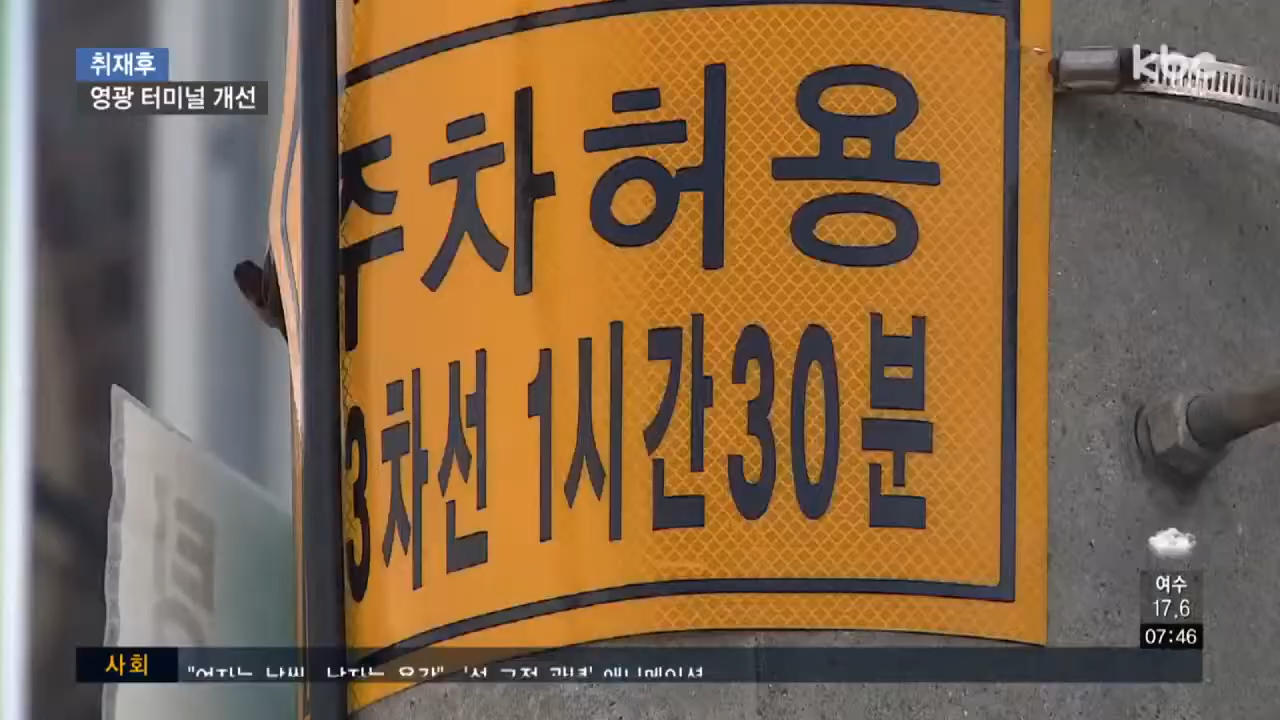 취재후
영광 터미널 개선
kbc
주차허용
3차선 1시간30분
여수
17.6
07:46
사회